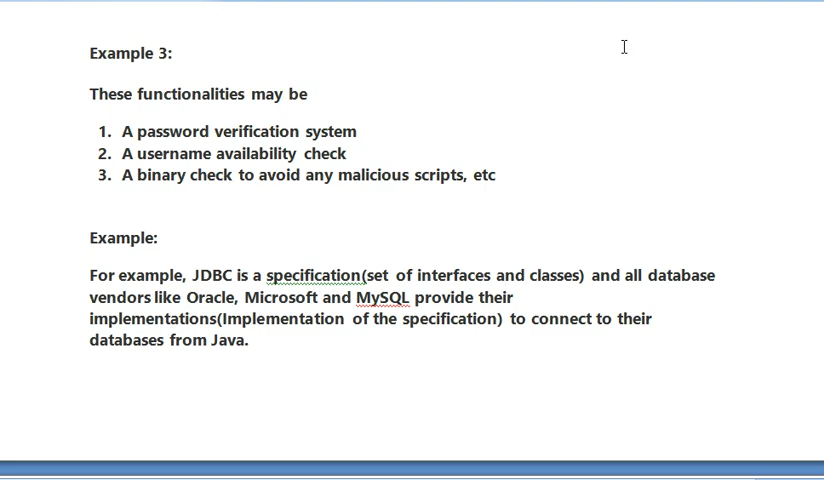 Example 3:
These functionalities may be
1. A password verification system
2. A username availability check
3. A binary check to avoid any malicious scripts, etc
Example:
For example, JDBC is a specification(set of interfaces and classes) and all database
vendors like Oracle, Microsoft and MySQL provide their
implementations(Implementation of the specification) to connect to their
databases from Java.